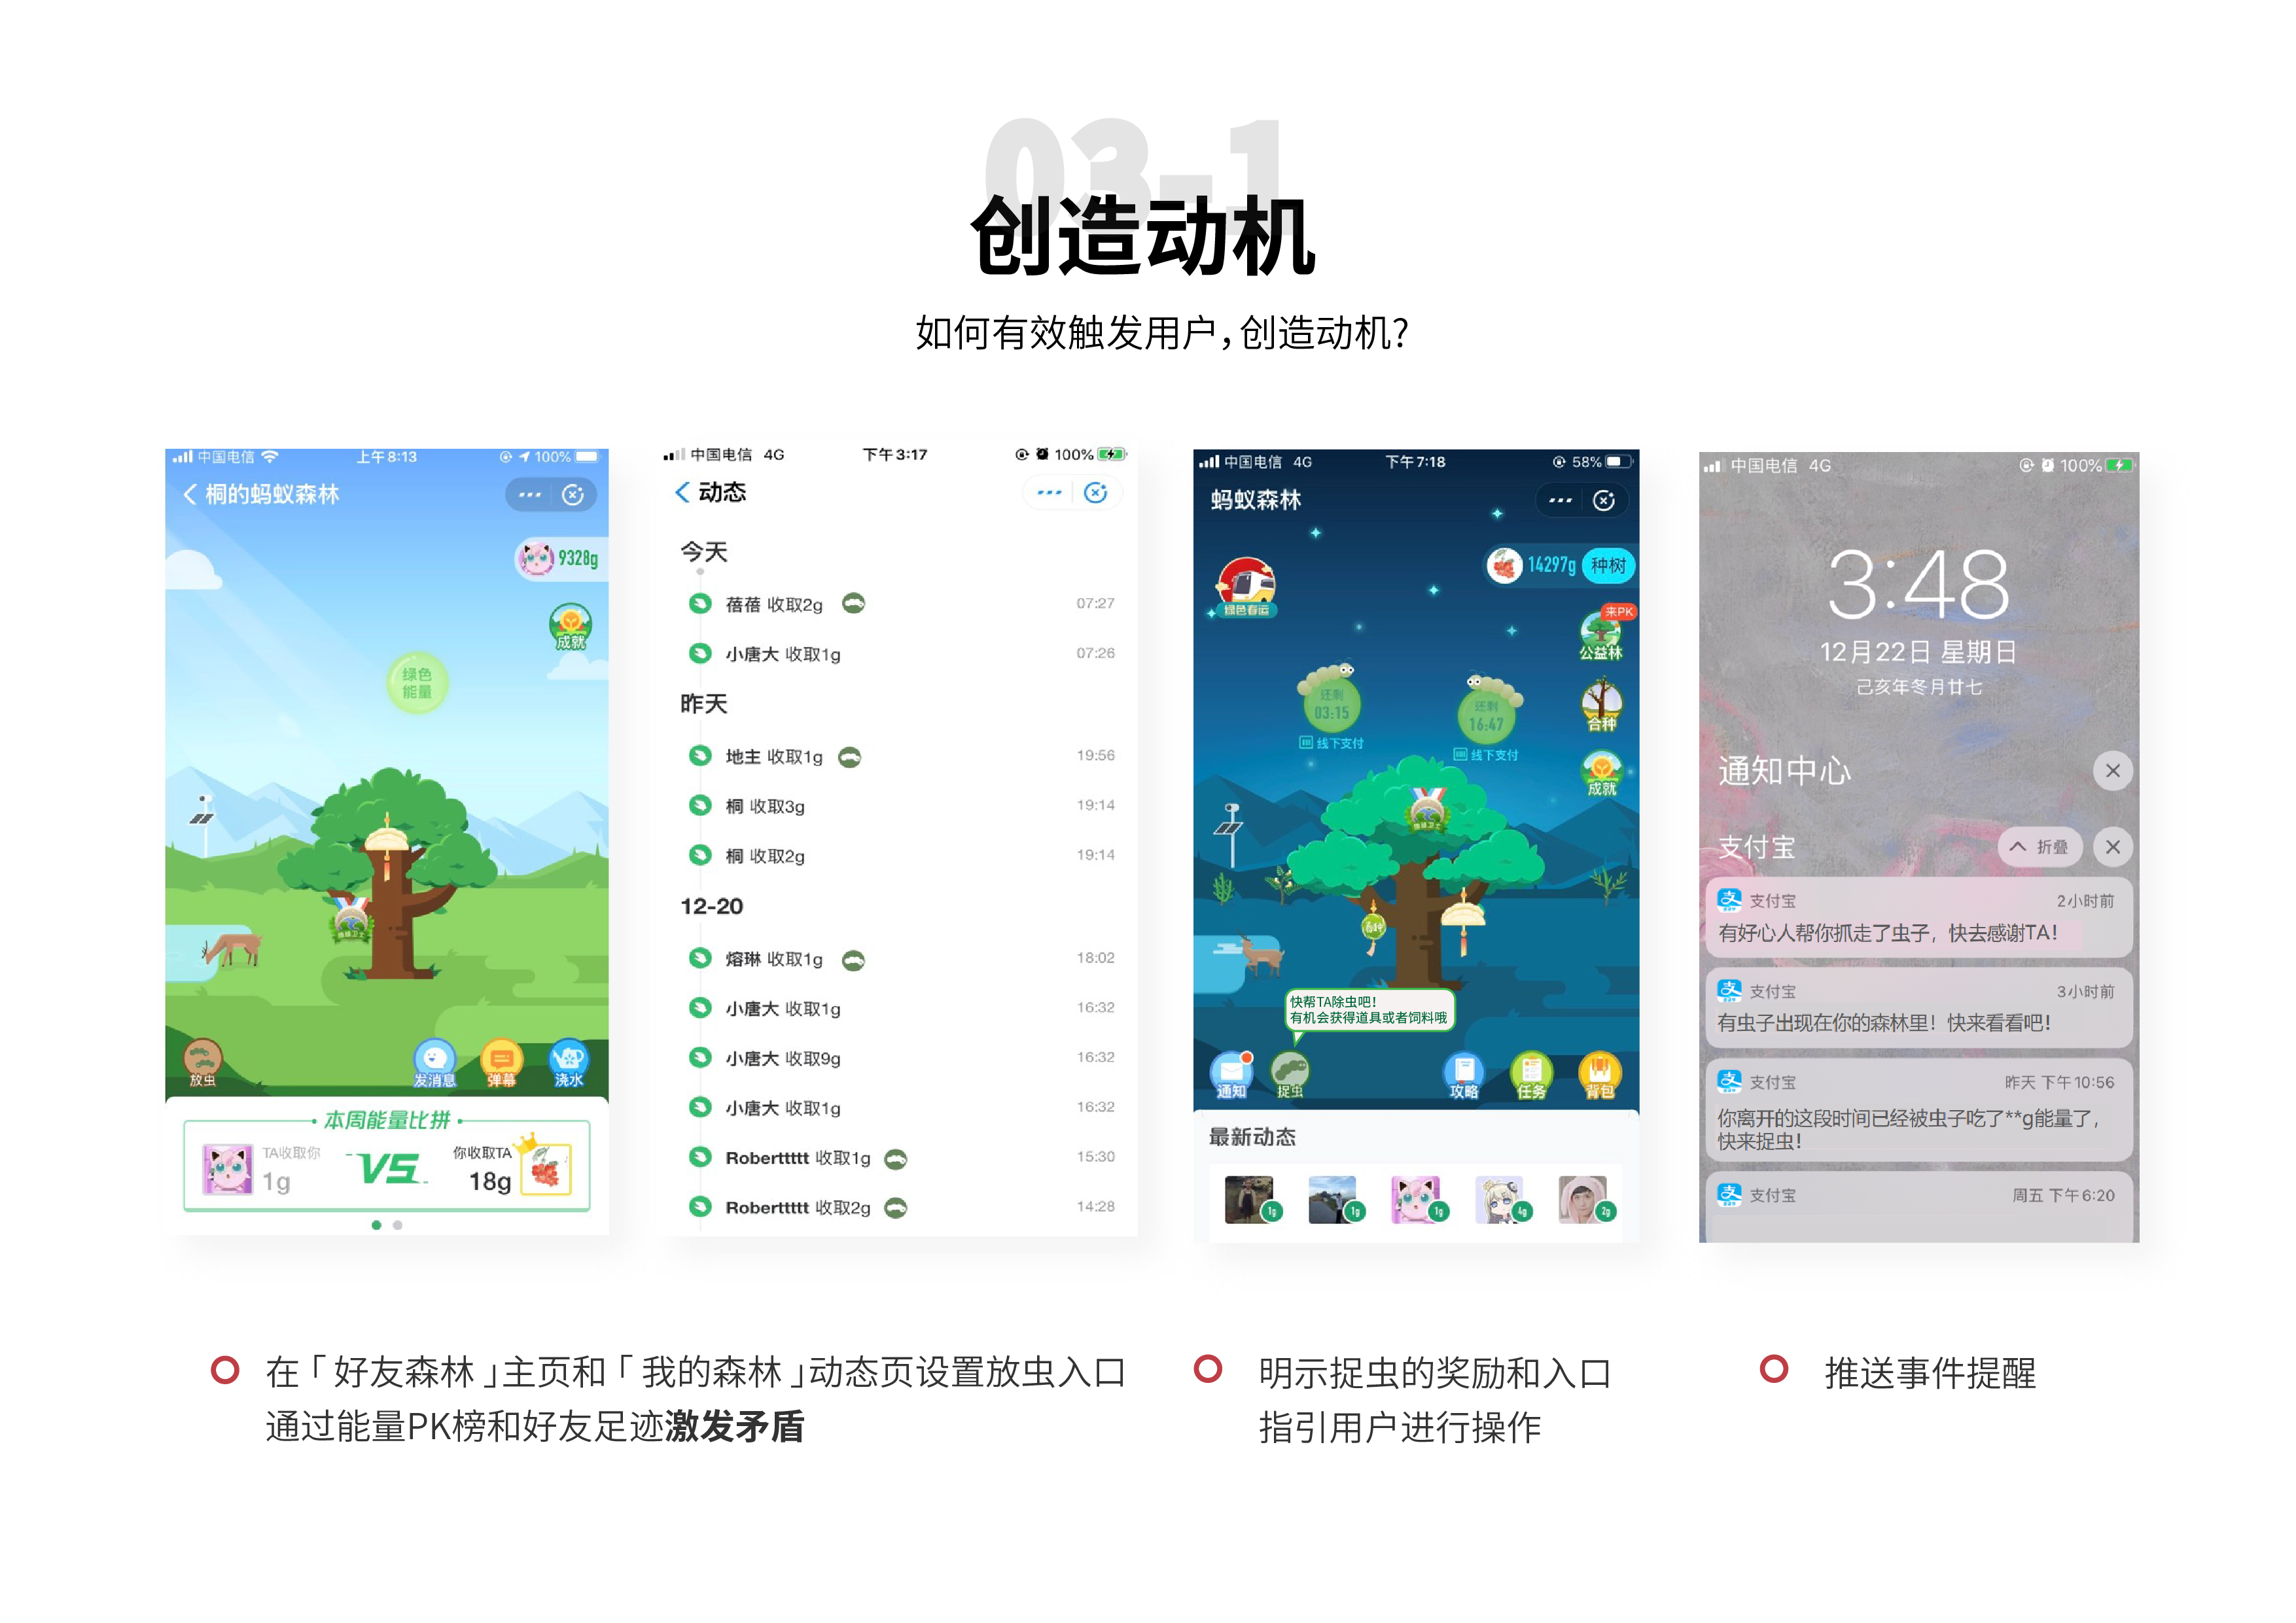 03-1
创造动机
如何有效触发用户，创造动机？
中国电信 上午8:13 100%
桐的蚂蚁森林
9328g
成就
绿色
能量
放虫 发消息 弹幕 浇水
本周能量比拼
TA收取你 VS 你收取TA
1g 18g
中国电信 4G 下午3:17 100%
动态
今天
蓓蓓 收取2g 07:27
小唐大 收取1g 07:26
昨天
地主 收取1g 19:56
桐 收取3g 19:14
桐 收取2g 19:14
12-20
熔琳 收取1g 18:02
小唐大 收取1g 16:32
小唐大 收取9g 16:32
小唐大 收取1g 16:32
Roberttttt 收取1g 15:30
Roberttttt 收取2g 14:28
中国电信 4G 下午7:18 58%
蚂蚁森林
14297g 种树
绿色春运
来PK
公益林
还剩
03:15
线下支付
还剩
16:47
线下支付
合种
成就
快帮TA除虫吧！
有机会获得道具或者饲料哦
通知 捉虫 攻略 任务 背包
最新动态
1g 1g 1g 4g 2g
中国电信 4G 100%
3:48
12月22日 星期日
己亥年冬月廿七
通知中心
支付宝 折叠
支付宝 2小时前
有好心人帮你抓走了虫子，快去感谢TA！
支付宝 3小时前
有虫子出现在你的森林里！快来看看吧！
支付宝 昨天 下午10:56
你离开的这段时间已经被虫子吃了**g能量了，
快来捉虫！
支付宝 周五 下午6:20
在「好友森林」主页和「我的森林」动态页设置放虫入口
通过能量PK榜和好友足迹激发矛盾
明示捉虫的奖励和入口
指引用户进行操作
推送事件提醒